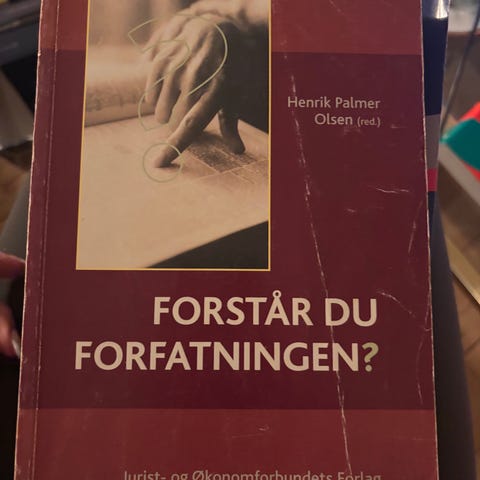 Henrik Palmer
Olsen (red.)
FORSTÅR DU
FORFATNINGEN?
Jurist- og Økonomforbundets Forlag